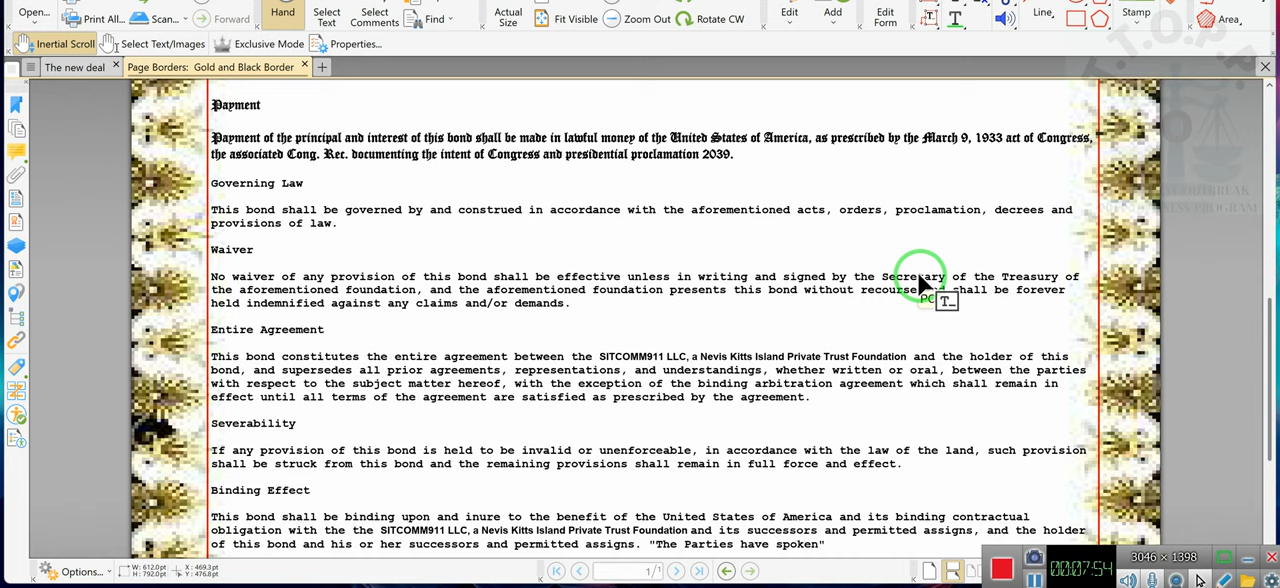 Open...
Print All...
Scan...
Forward
Hand
Select Text
Select Comments
Find
Actual Size
Fit Visible
Zoom Out
Rotate CW
Edit
Add
Edit Form
Line
Stamp
Area
Inertial Scroll
Select Text/Images
Exclusive Mode
Properties...
The new deal
Page Borders: Gold and Black Border
Payment
Payment of the principal and interest of this bond shall be made in lawful money of the United States of America, as prescribed by the March 9, 1933 act of Congress,
the associated Cong. Rec. documenting the intent of Congress and presidential proclamation 2039.
Governing Law
This bond shall be governed by and construed in accordance with the aforementioned acts, orders, proclamation, decrees and
provisions of law.
Waiver
No waiver of any provision of this bond shall be effective unless in writing and signed by the Secretary of the Treasury of
the aforementioned foundation, and the aforementioned foundation presents this bond without recourse and shall be forever
held indemnified against any claims and/or demands.
Entire Agreement
This bond constitutes the entire agreement between the SITCOMM911 LLC, a Nevis Kitts Island Private Trust Foundation and the holder of this
bond, and supersedes all prior agreements, representations, and understandings, whether written or oral, between the parties
with respect to the subject matter hereof, with the exception of the binding arbitration agreement which shall remain in
effect until all terms of the agreement are satisfied as prescribed by the agreement.
Severability
If any provision of this bond is held to be invalid or unenforceable, in accordance with the law of the land, such provision
shall be struck from this bond and the remaining provisions shall remain in full force and effect.
Binding Effect
This bond shall be binding upon and inure to the benefit of the United States of America and its binding contractual
obligation with the the SITCOMM911 LLC, a Nevis Kitts Island Private Trust Foundation and its successors and permitted assigns, and the holder
of this bond and his or her successors and permitted assigns. "The Parties have spoken"
Options...
W: 612.0pt
H: 792.0pt
X: 469.3pt
Y: 476.8pt
1/1
3046 x 1398
00:07:54